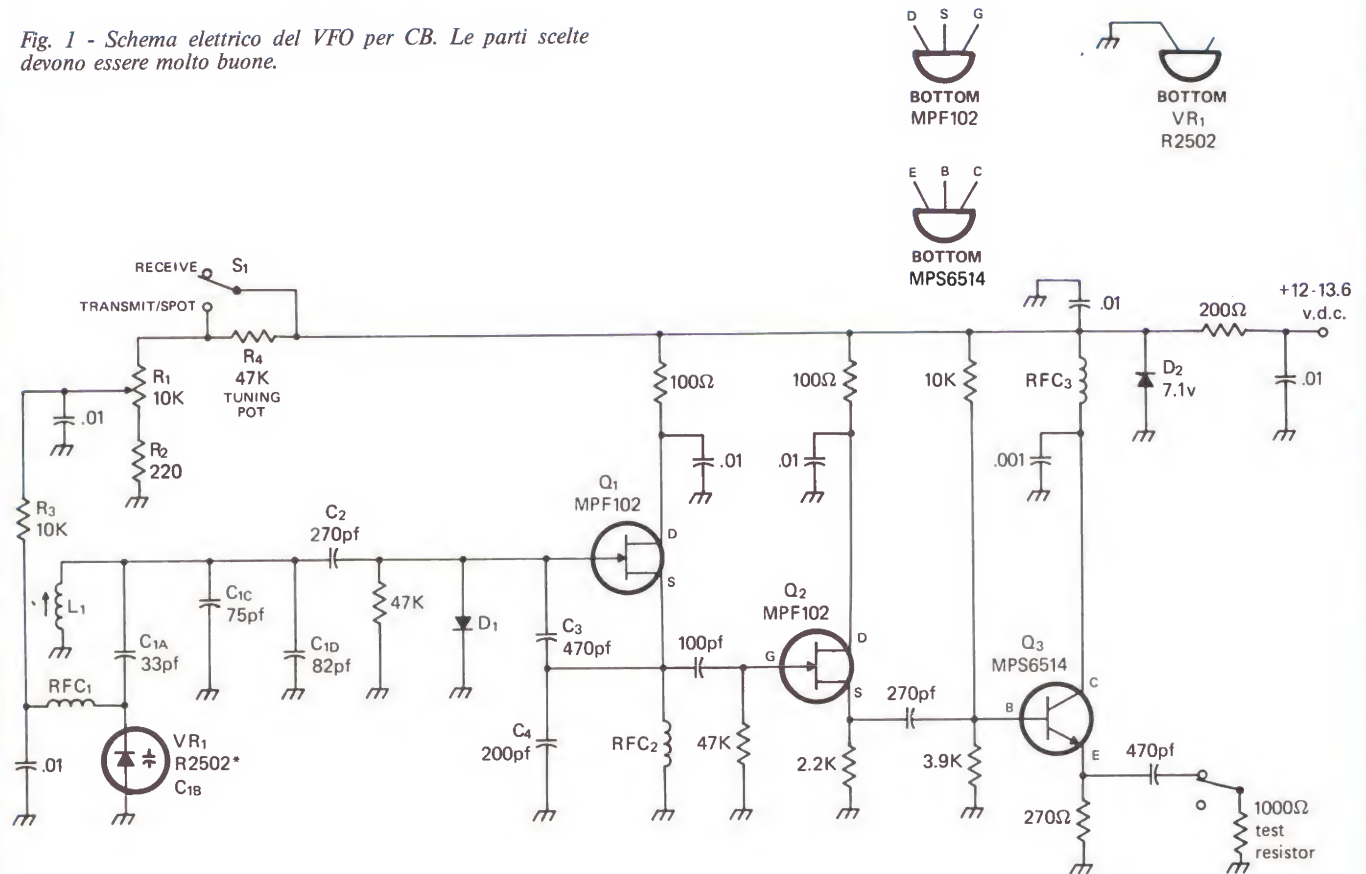 Fig. 1 - Schema elettrico del VFO per CB. Le parti scelte
devono essere molto buone.
D S G
BOTTOM
MPF102
BOTTOM
VR1
R2502
E B C
BOTTOM
MPS6514
RECEIVE
S1
TRANSMIT/SPOT
R4
47K
TUNING
POT
R1
10K
.01
R2
220
R3
10K
L1
RFC1
.01
C1A
33pf
VR1
R2502*
C1B
C1C
75pf
C1D
82pf
C2
270pf
47K
D1
C3
470pf
C4
200pf
Q1
MPF102
D
S
100Ω
.01
RFC2
100pf
47K
100Ω
.01
Q2
MPF102
G
D
S
2.2K
270pf
10K
3.9K
Q3
MPS6514
B
C
E
.01
RFC3
.001
D2
7.1v
200Ω
+12-13.6
v.d.c.
.01
270Ω
470pf
1000Ω
test
resistor